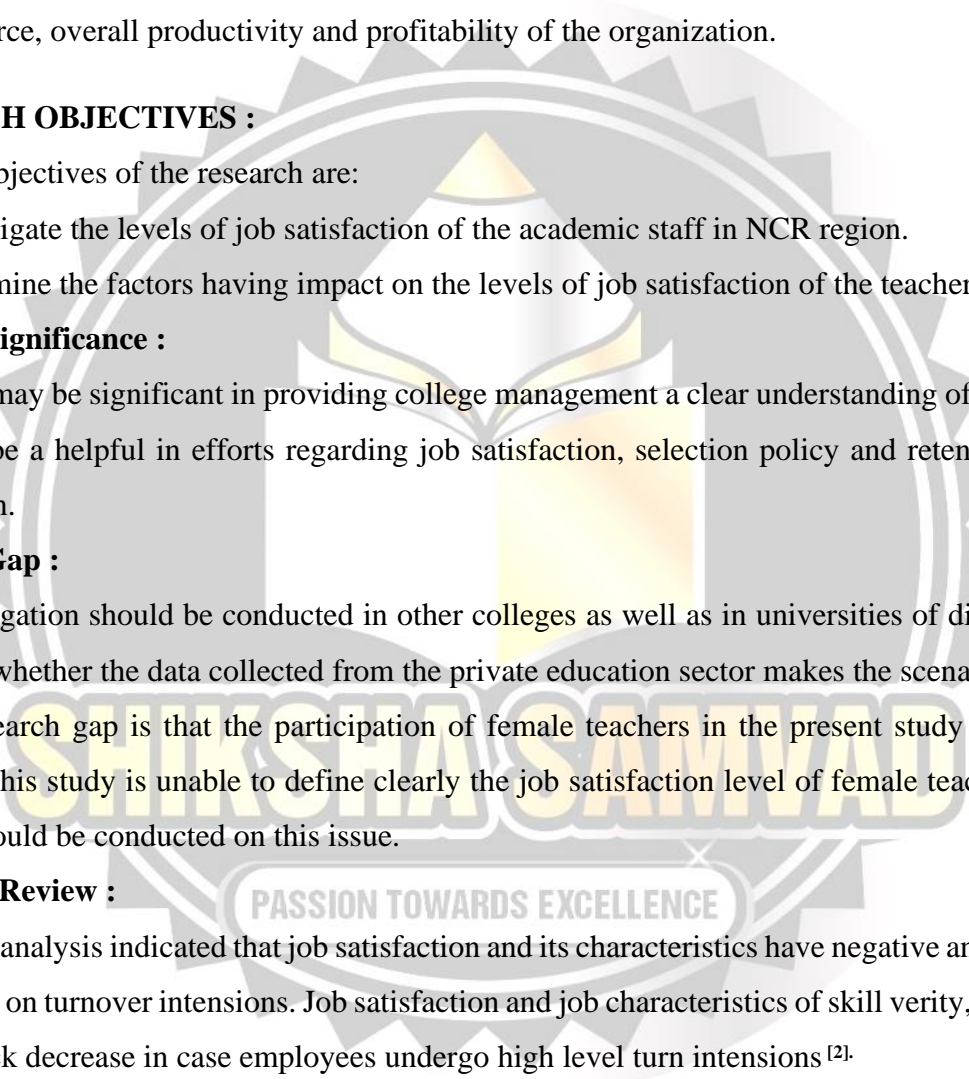 rce, overall productivity and profitability of the organization.
H OBJECTIVES :
bjectives of the research are:
igate the levels of job satisfaction of the academic staff in NCR region.
mine the factors having impact on the levels of job satisfaction of the teacher
ignificance :
may be significant in providing college management a clear understanding of
be a helpful in efforts regarding job satisfaction, selection policy and reten
n.
Gap :
gation should be conducted in other colleges as well as in universities of di
whether the data collected from the private education sector makes the scena
earch gap is that the participation of female teachers in the present study
his study is unable to define clearly the job satisfaction level of female teac
SHIKSHA SAMVAD
ould be conducted on this issue.
Review :
PASSION TOWARDS EXCELLENCE
analysis indicated that job satisfaction and its characteristics have negative an
on turnover intensions. Job satisfaction and job characteristics of skill verity,
ck decrease in case employees undergo high level turn intensions [2].